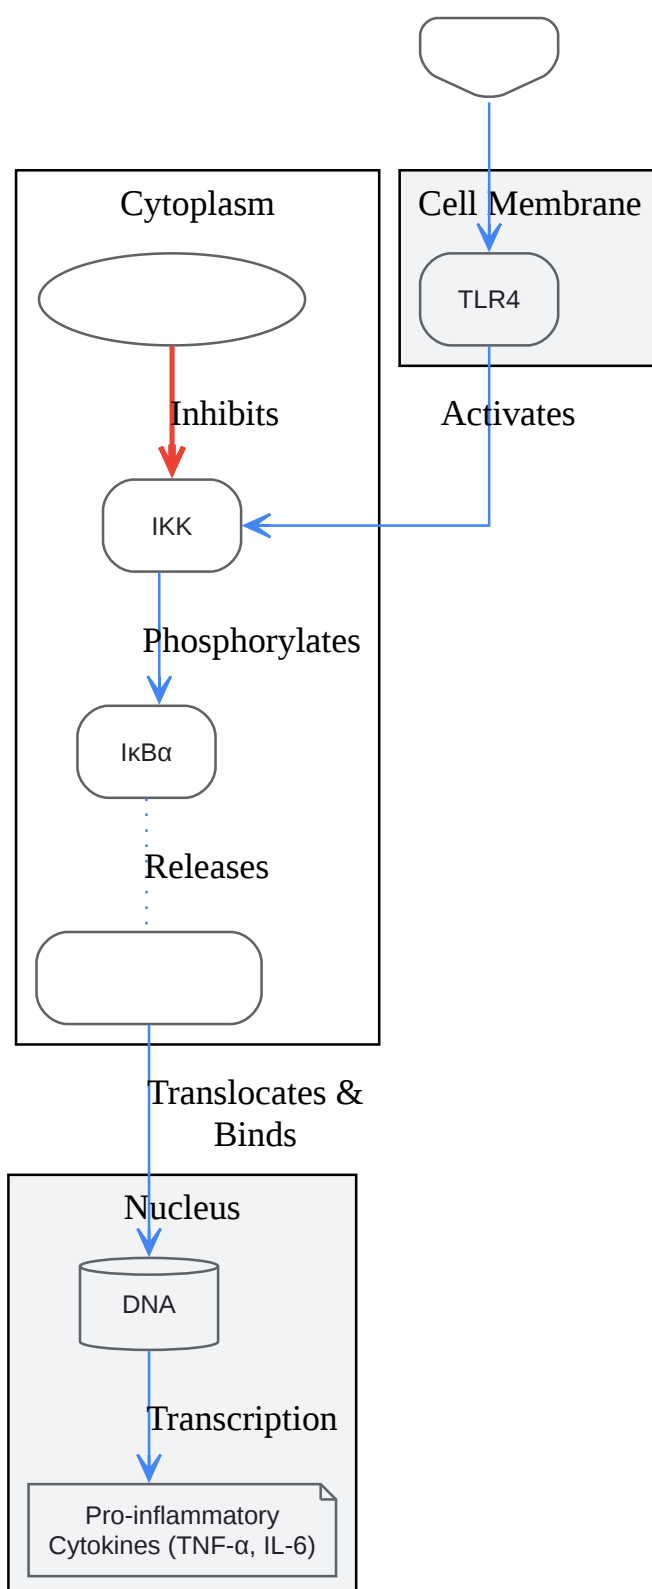 Cytoplasm
Cell Membrane
TLR4
Inhibits
Activates
IKK
Phosphorylates
IκBα
Releases
Translocates &
Binds
Nucleus
DNA
Transcription
Pro-inflammatory
Cytokines (TNF-α, IL-6)